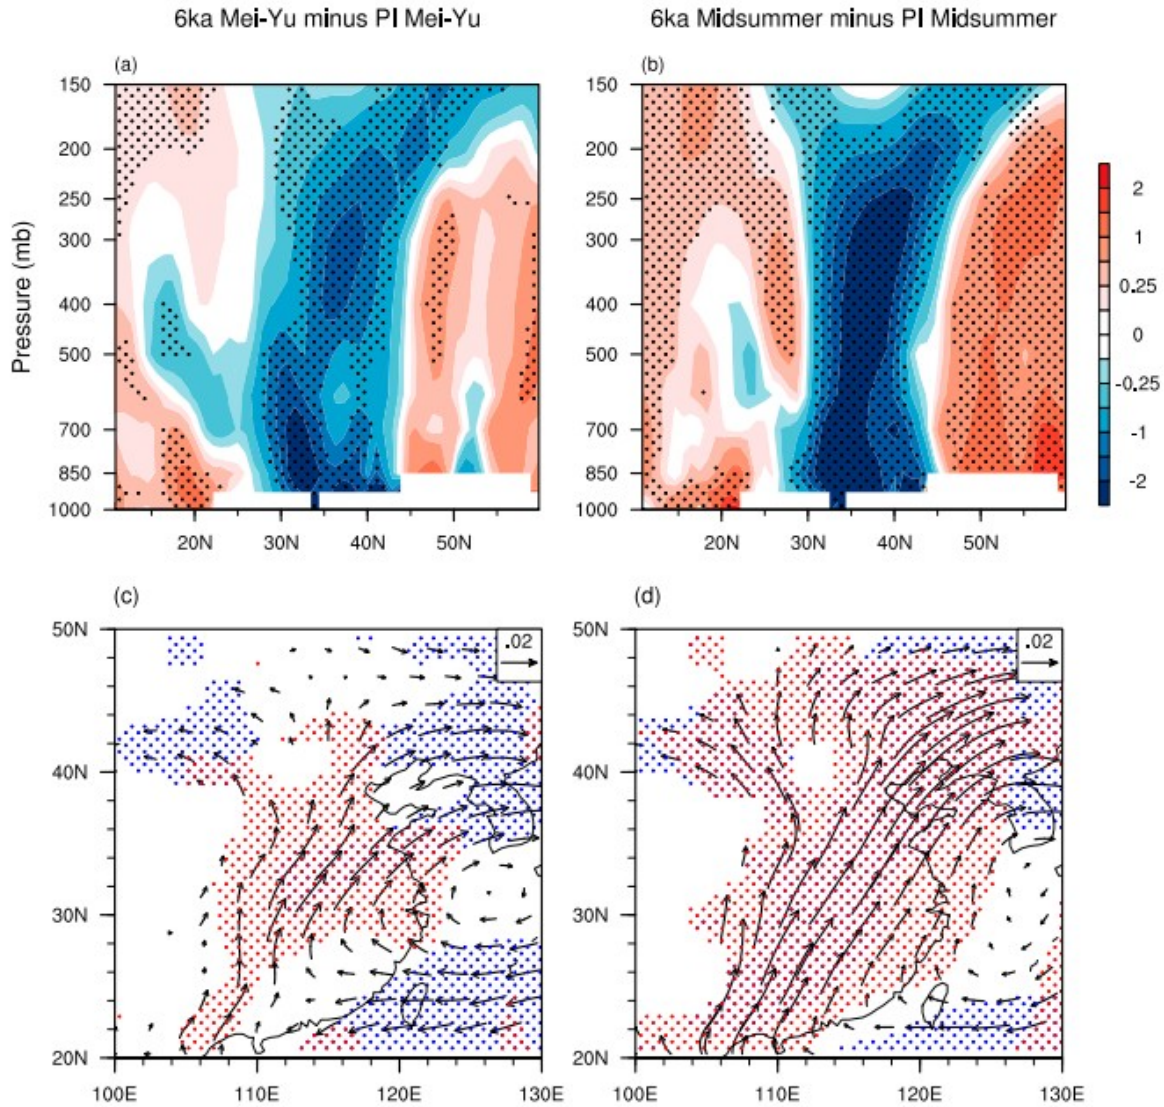 6ka Mei-Yu minus PI Mei-Yu
6ka Midsummer minus PI Midsummer
(a)
(b)
Pressure (mb)
150
200
250
300
400
500
700
850
1000
20N 30N 40N 50N
150
200
250
300
400
500
700
850
1000
20N 30N 40N 50N
2
1
0.25
0
-0.25
-1
-2
(c)
(d)
50N
40N
30N
20N
.02
100E 110E 120E 130E
50N
40N
30N
20N
.02
100E 110E 120E 130E